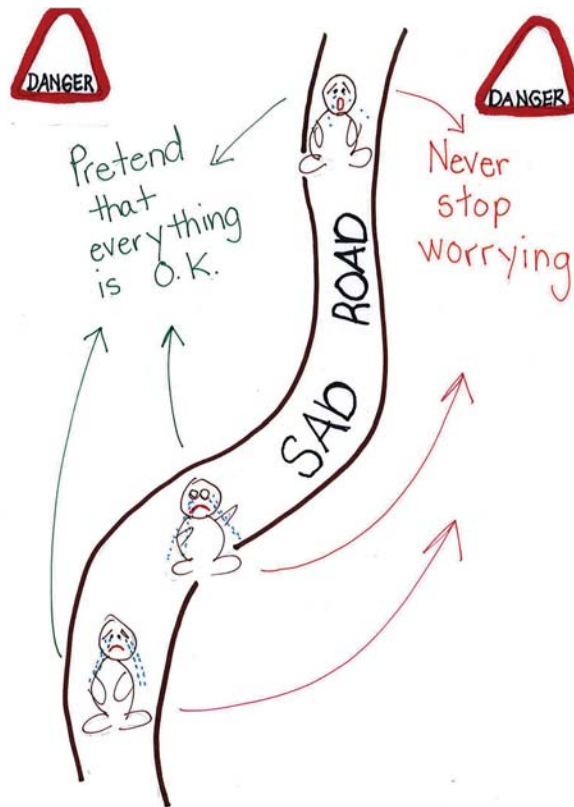 DANGER
DANGER
Pretend
that
everything
is O.K.
Never
stop
worrying
SAD ROAD